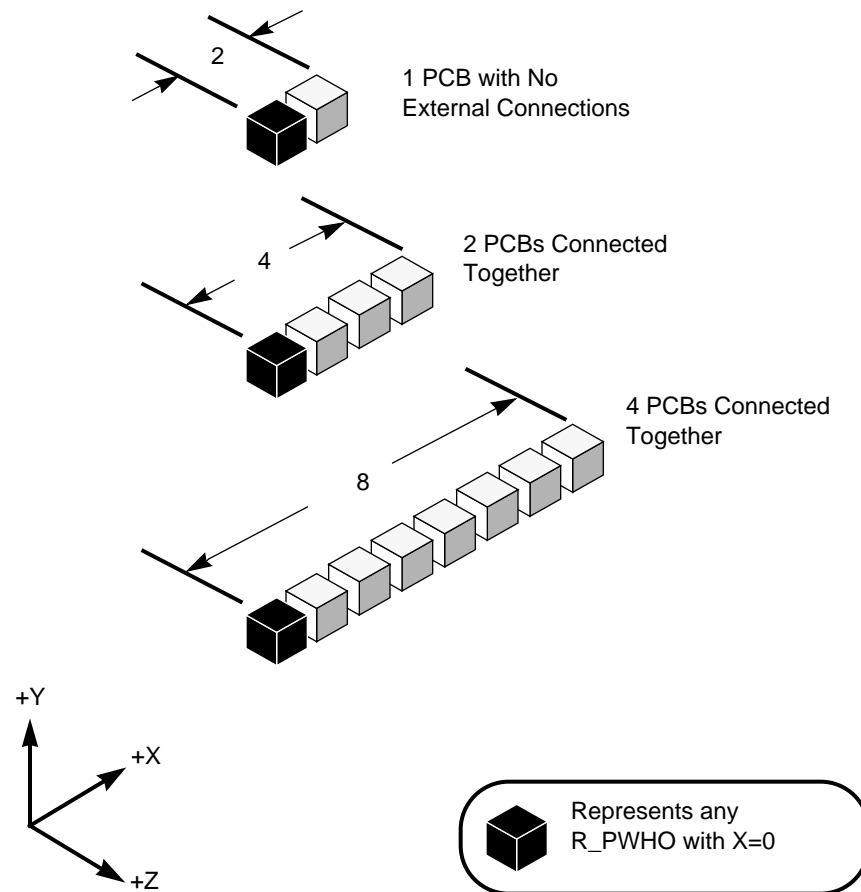 2
1 PCB with No
External Connections
4
2 PCBs Connected
Together
8
4 PCBs Connected
Together
+Y
+X
+Z
Represents any
R_PWHO with X=0